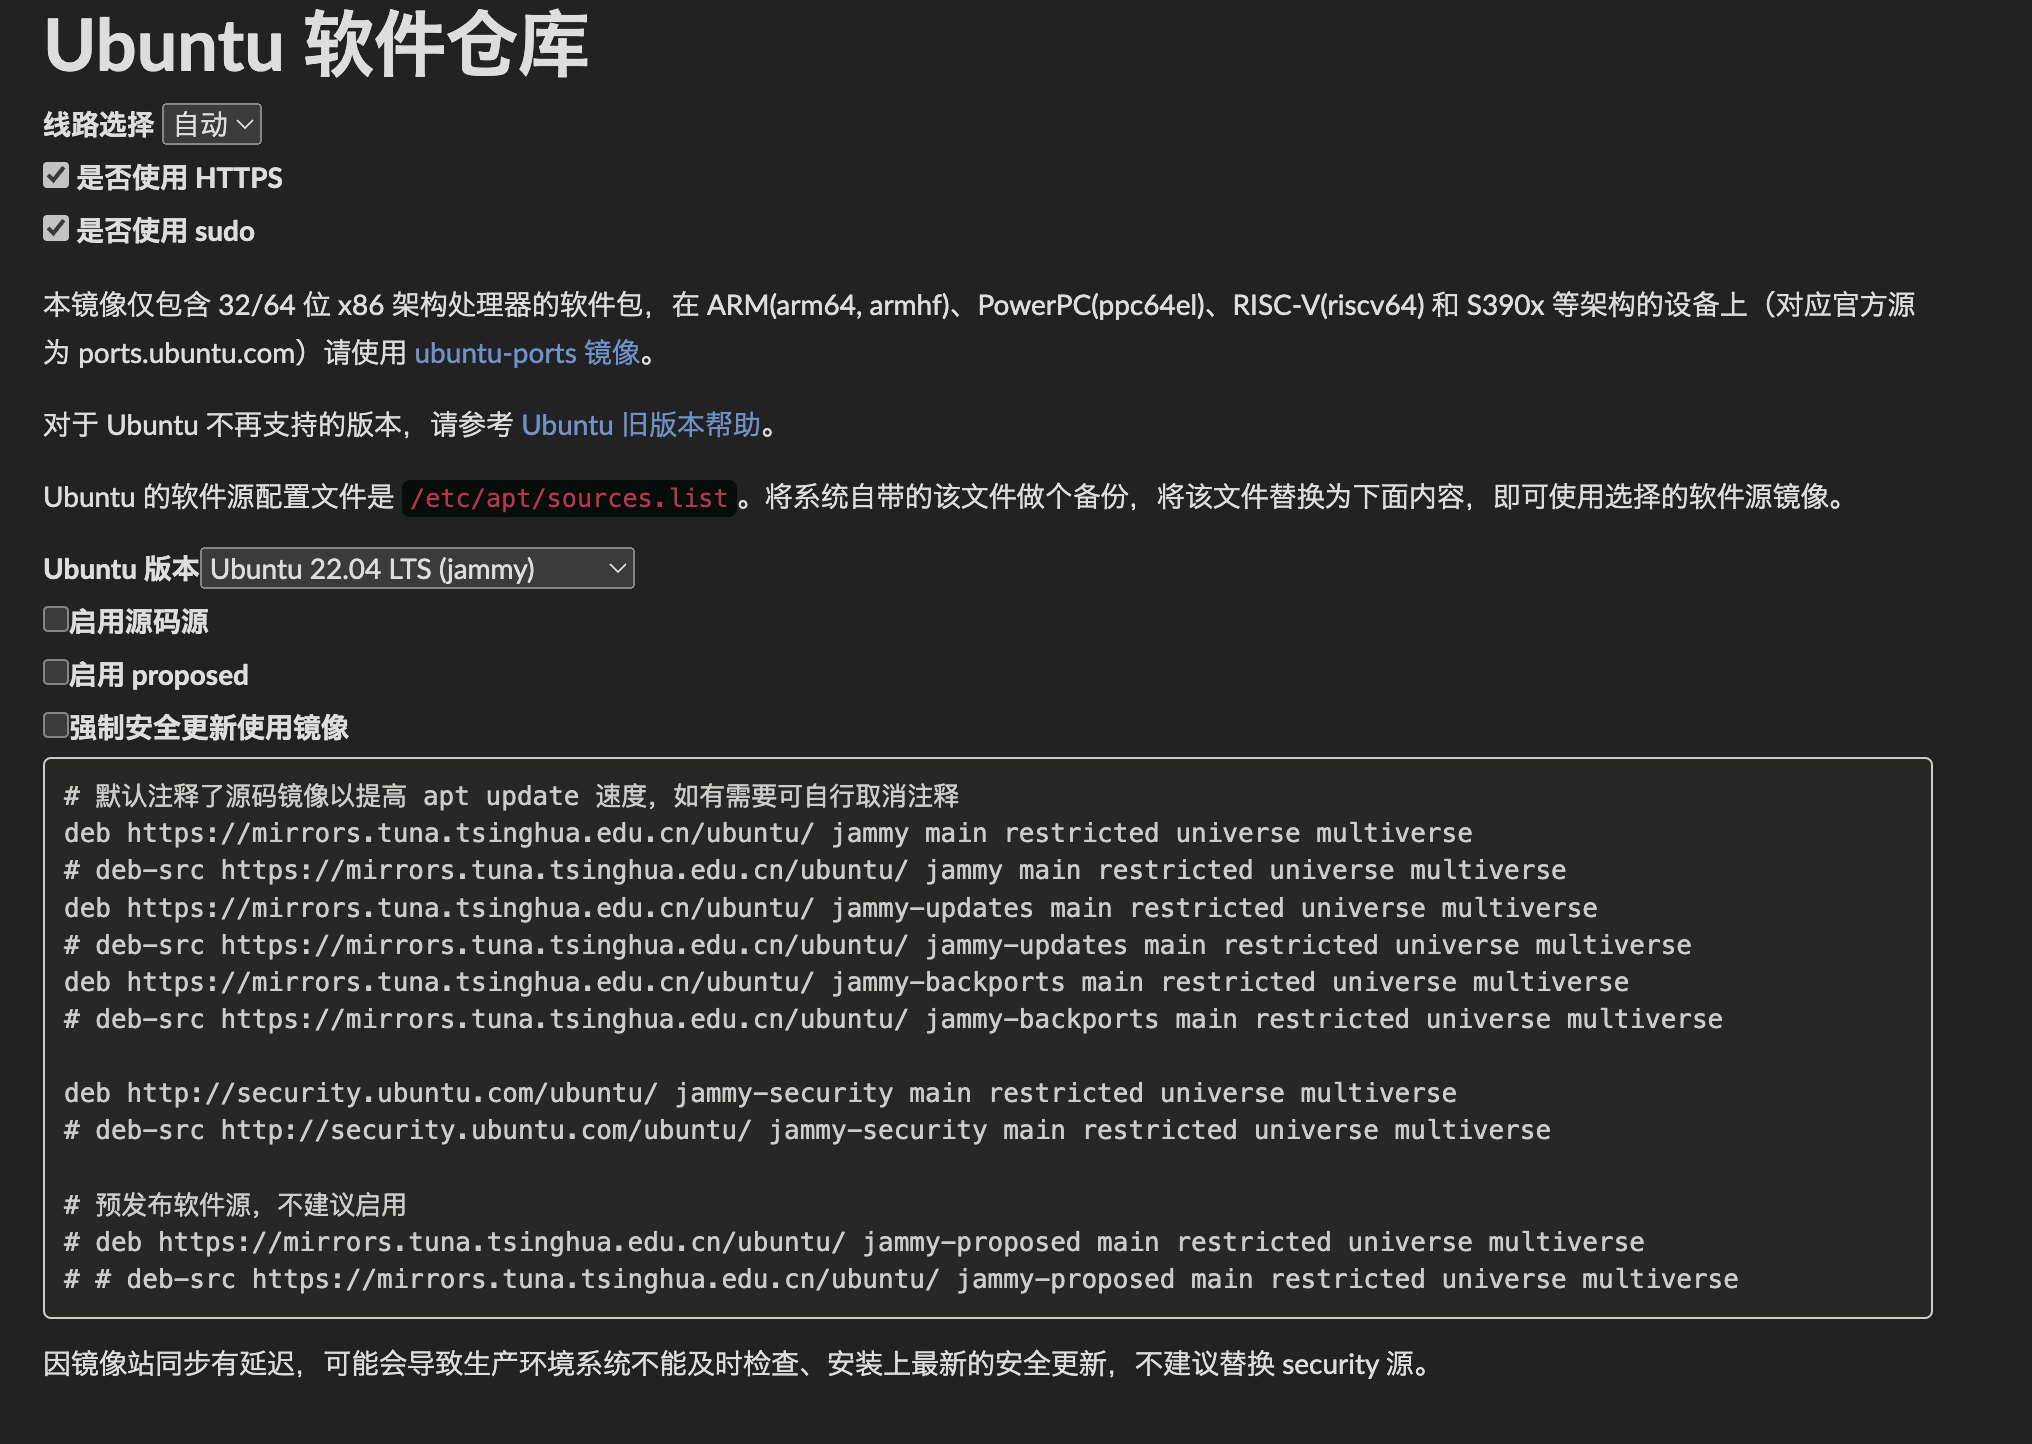 Ubuntu 软件仓库
线路选择 自动
是否使用 HTTPS
是否使用 sudo
本镜像仅包含 32/64 位 x86 架构处理器的软件包，在 ARM(arm64, armhf)、PowerPC(ppc64el)、RISC-V(riscv64) 和 S390x 等架构的设备上（对应官方源
为 ports.ubuntu.com）请使用 ubuntu-ports 镜像。
对于 Ubuntu 不再支持的版本，请参考 Ubuntu 旧版本帮助。
Ubuntu 的软件源配置文件是 /etc/apt/sources.list。将系统自带的该文件做个备份，将该文件替换为下面内容，即可使用选择的软件源镜像。
Ubuntu 版本 Ubuntu 22.04 LTS (jammy)
启用源码源
启用 proposed
强制安全更新使用镜像
# 默认注释了源码镜像以提高 apt update 速度，如有需要可自行取消注释
deb https://mirrors.tuna.tsinghua.edu.cn/ubuntu/ jammy main restricted universe multiverse
# deb-src https://mirrors.tuna.tsinghua.edu.cn/ubuntu/ jammy main restricted universe multiverse
deb https://mirrors.tuna.tsinghua.edu.cn/ubuntu/ jammy-updates main restricted universe multiverse
# deb-src https://mirrors.tuna.tsinghua.edu.cn/ubuntu/ jammy-updates main restricted universe multiverse
deb https://mirrors.tuna.tsinghua.edu.cn/ubuntu/ jammy-backports main restricted universe multiverse
# deb-src https://mirrors.tuna.tsinghua.edu.cn/ubuntu/ jammy-backports main restricted universe multiverse
deb http://security.ubuntu.com/ubuntu/ jammy-security main restricted universe multiverse
# deb-src http://security.ubuntu.com/ubuntu/ jammy-security main restricted universe multiverse
# 预发布软件源，不建议启用
# deb https://mirrors.tuna.tsinghua.edu.cn/ubuntu/ jammy-proposed main restricted universe multiverse
# # deb-src https://mirrors.tuna.tsinghua.edu.cn/ubuntu/ jammy-proposed main restricted universe multiverse
因镜像站同步有延迟，可能会导致生产环境系统不能及时检查、安装上最新的安全更新，不建议替换 security 源。